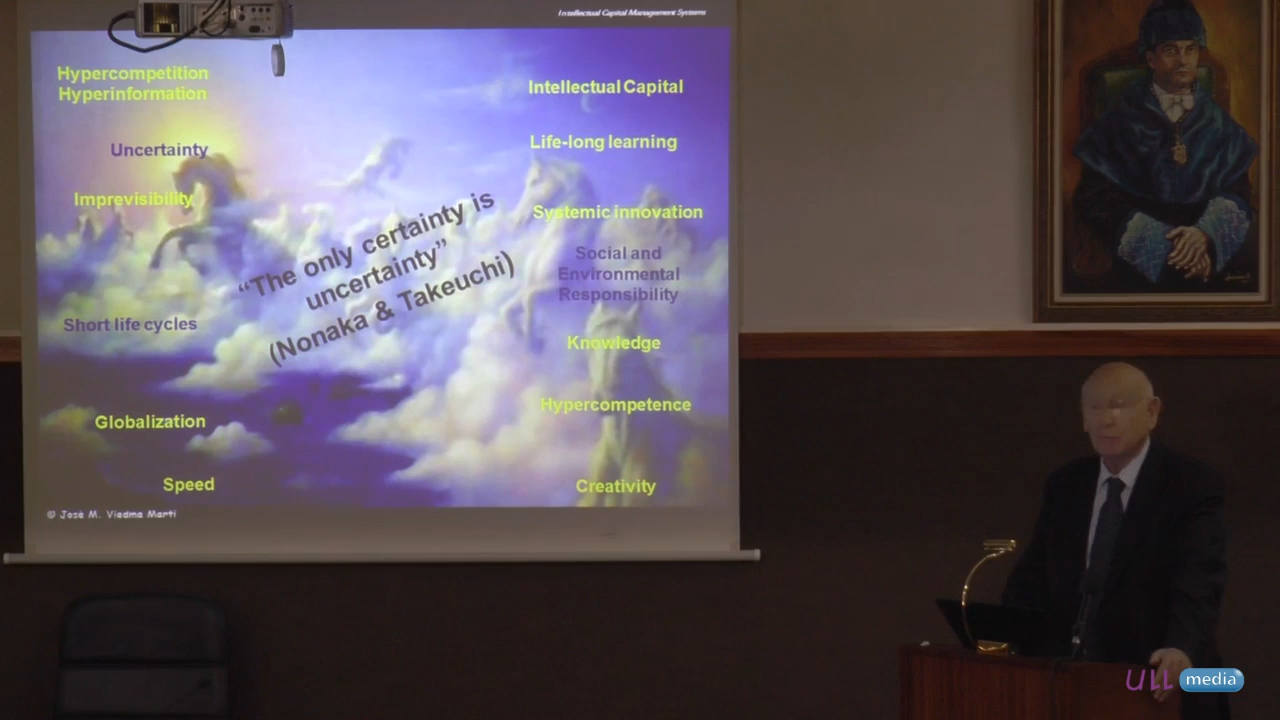 Intellectual Capital Management Systems
Hypercompetition
Hyperinformation
Uncertainty
Imprevisibility
Short life cycles
Globalization
Speed
“The only certainty is
uncertainty”
(Nonaka & Takeuchi)
Intellectual Capital
Life-long learning
Systemic innovation
Social and
Environmental
Responsibility
Knowledge
Hypercompetence
Creativity
© José M. Viedma Martí
ULL media